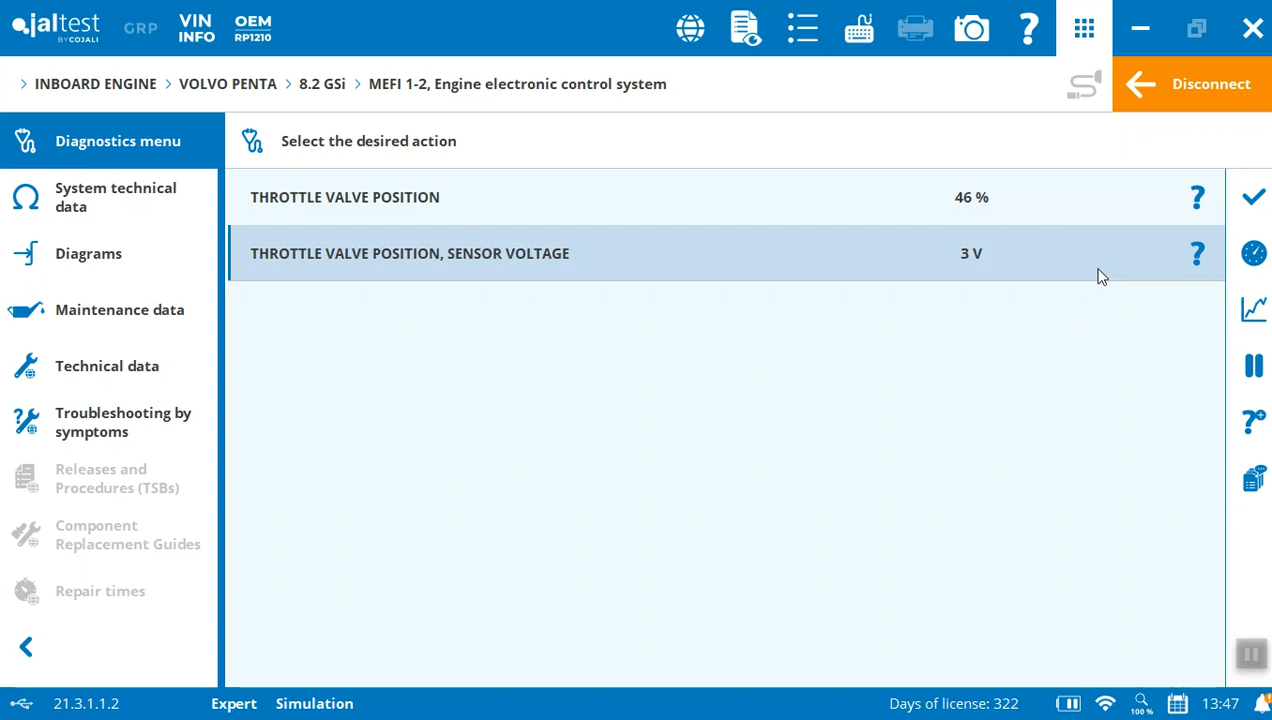 jaltest
BY COJALI
GRP
VIN
INFO
OEM
RP1210
INBOARD ENGINE > VOLVO PENTA > 8.2 GSi > MEFI 1-2, Engine electronic control system
Disconnect
Diagnostics menu
Select the desired action
System technical
data
Diagrams
Maintenance data
Technical data
Troubleshooting by
symptoms
Releases and
Procedures (TSBs)
Component
Replacement Guides
Repair times
THROTTLE VALVE POSITION 46 % ?
THROTTLE VALVE POSITION, SENSOR VOLTAGE 3 V ?
21.3.1.1.2 Expert Simulation Days of license: 322 100 % 13:47